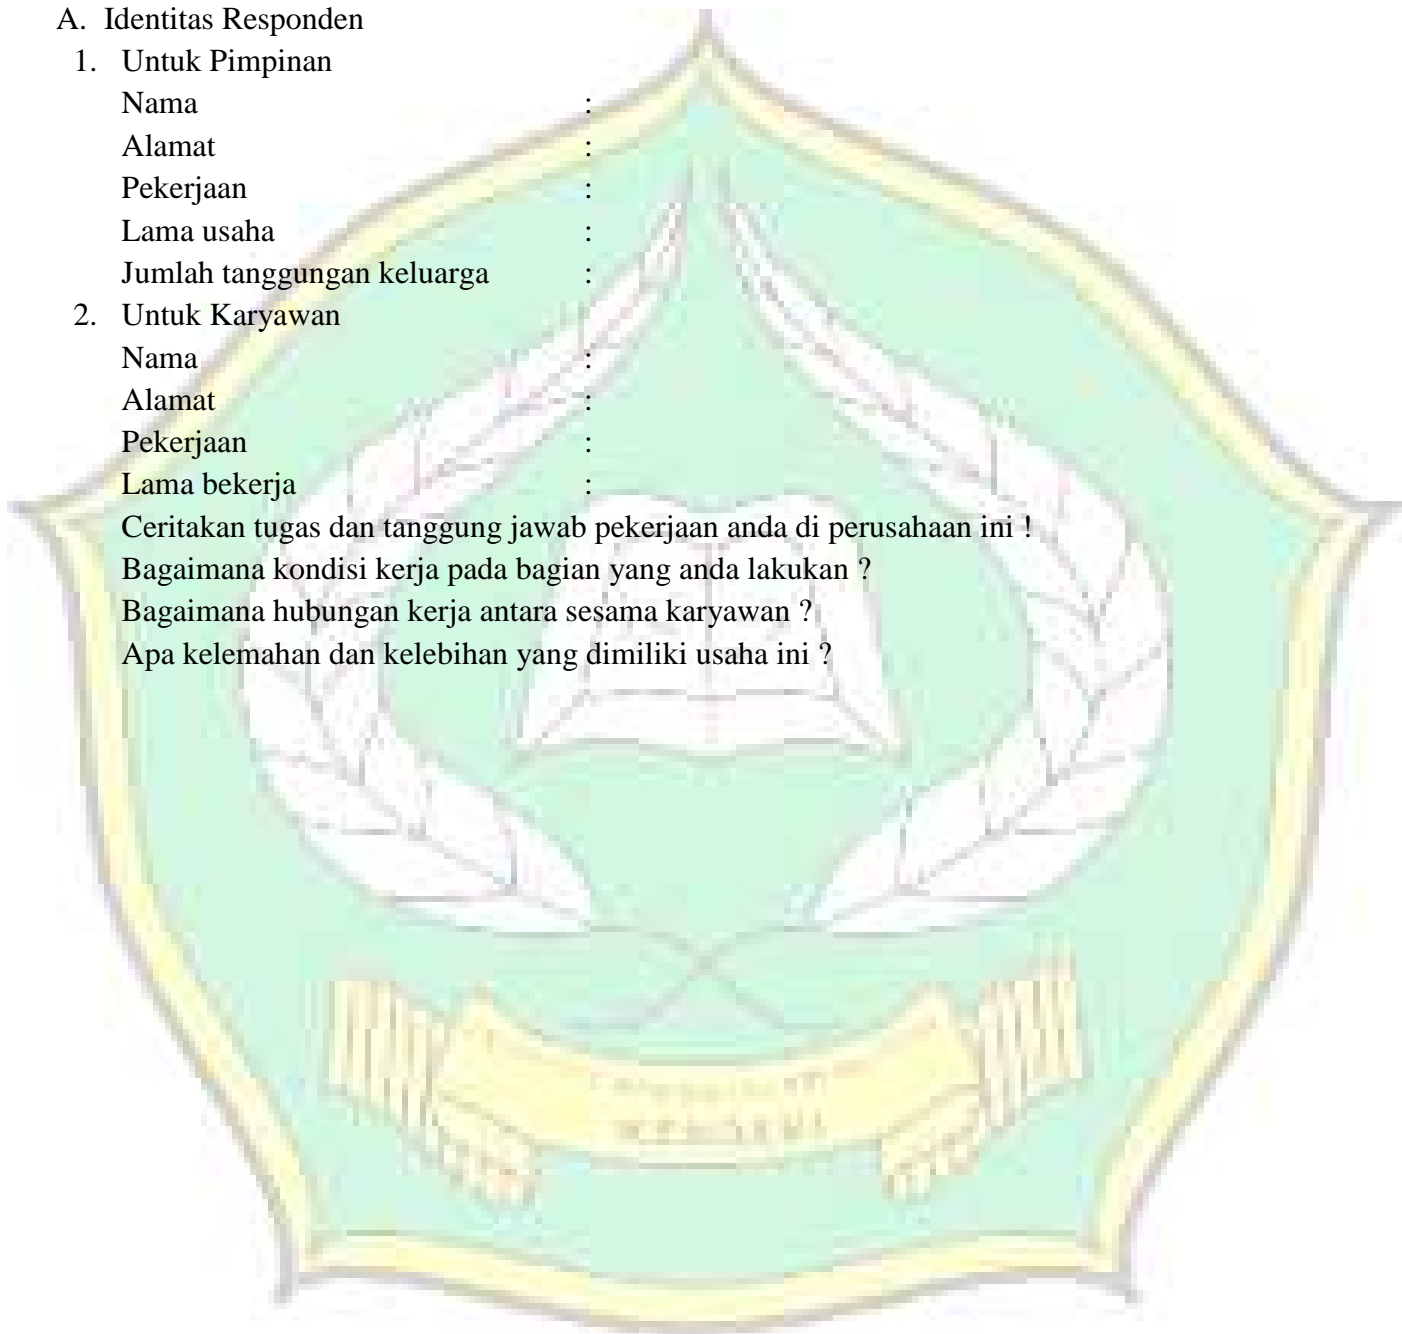 A. Identitas Responden
1. Untuk Pimpinan
Nama :
Alamat :
Pekerjaan :
Lama usaha :
Jumlah tanggungan keluarga :
2. Untuk Karyawan
Nama :
Alamat :
Pekerjaan :
Lama bekerja :
Ceritakan tugas dan tanggung jawab pekerjaan anda di perusahaan ini !
Bagaimana kondisi kerja pada bagian yang anda lakukan ?
Bagaimana hubungan kerja antara sesama karyawan ?
Apa kelemahan dan kelebihan yang dimiliki usaha ini ?